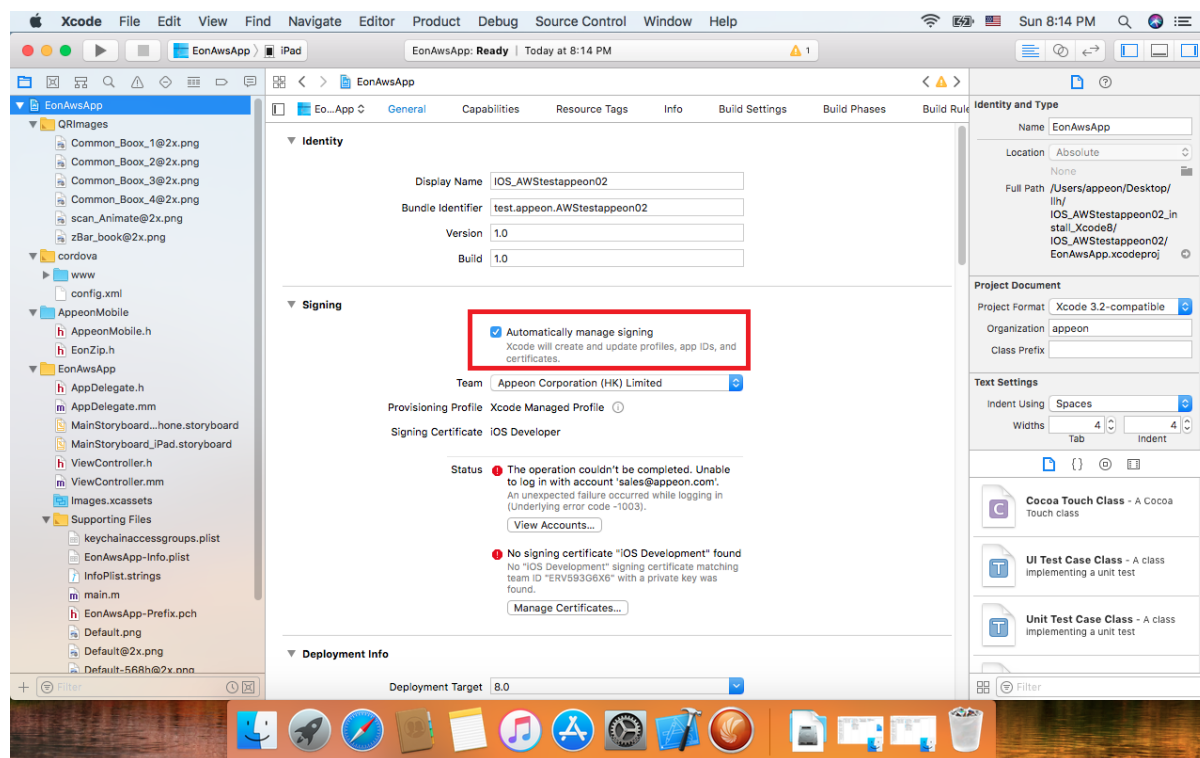 Xcode File Edit View Find Navigate Editor Product Debug Source Control Window Help Sun 8:14 PM
EonAwsApp iPad EonAwsApp: Ready | Today at 8:14 PM 1
EonAwsApp
QRImages
Common_Boox_1@2x.png
Common_Boox_2@2x.png
Common_Boox_3@2x.png
Common_Boox_4@2x.png
scan_Animate@2x.png
zBar_book@2x.png
cordova
www
config.xml
AppeonMobile
AppeonMobile.h
EonZip.h
EonAwsApp
AppDelegate.h
AppDelegate.mm
MainStoryboard...hone.storyboard
MainStoryboard_iPad.storyboard
ViewController.h
ViewController.mm
Images.xcassets
Supporting Files
keychainaccessgroups.plist
EonAwsApp-Info.plist
InfoPlist.strings
main.m
EonAwsApp-Prefix.pch
Default.png
Default@2x.png
Default-568h@2x.png
Filter
EonAwsApp
Eo...App General Capabilities Resource Tags Info Build Settings Build Phases Build Rule
Identity
Display Name IOS_AWStestappeon02
Bundle Identifier test.appeon.AWStestappeon02
Version 1.0
Build 1.0
Signing
Automatically manage signing
Xcode will create and update profiles, app IDs, and
certificates.
Team Appeon Corporation (HK) Limited
Provisioning Profile Xcode Managed Profile
Signing Certificate iOS Developer
Status The operation couldn't be completed. Unable
to log in with account 'sales@appeon.com'.
An unexpected failure occurred while logging in
(Underlying error code -1003).
View Accounts...
No signing certificate "iOS Development" found
No "iOS Development" signing certificate matching
team ID "ERV593G6X6" with a private key was
found.
Manage Certificates...
Deployment Info
Deployment Target 8.0
Identity and Type
Name EonAwsApp
Location Absolute
None
Full Path /Users/appeon/Desktop/
llh/
IOS_AWStestappeon02_in
stall_Xcode8/
IOS_AWStestappeon02/
EonAwsApp.xcodeproj
Project Document
Project Format Xcode 3.2-compatible
Organization appeon
Class Prefix
Text Settings
Indent Using Spaces
Widths 4 4
Tab Indent
{}
C
Cocoa Touch Class - A Cocoa
Touch class
T
UI Test Case Class - A class
implementing a unit test
T
Unit Test Case Class - A class
implementing a unit test
Filter